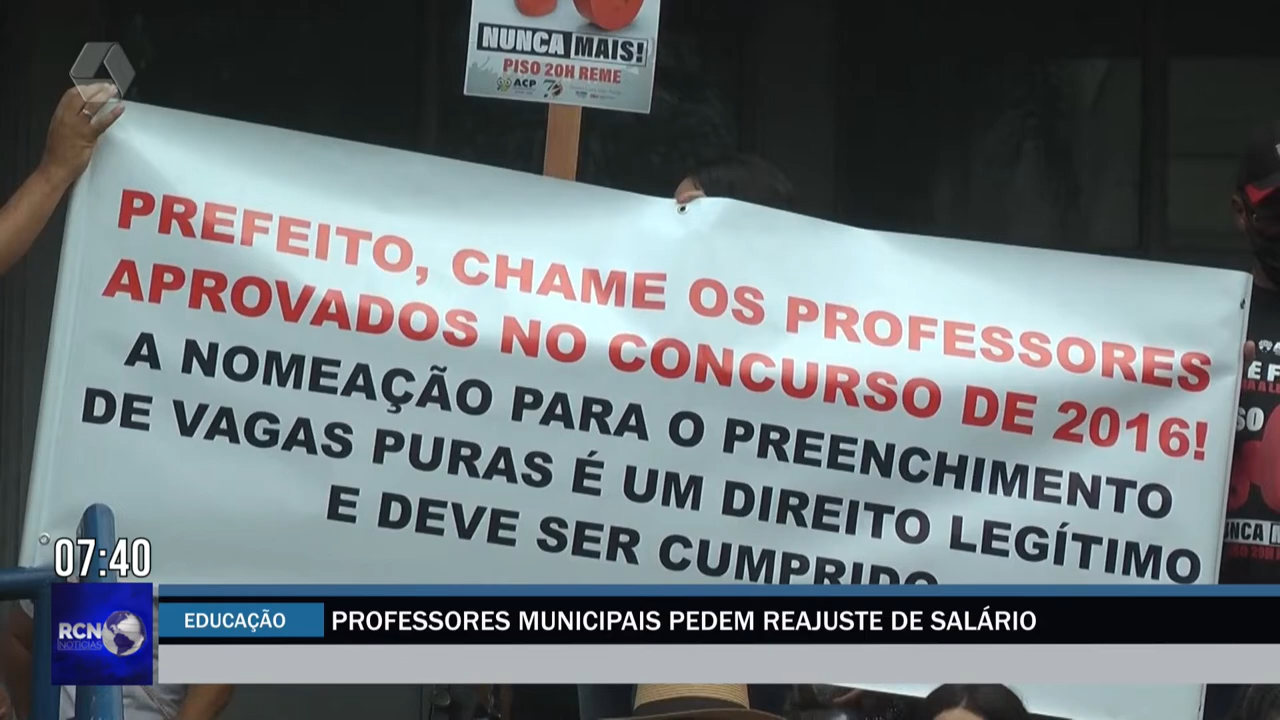 NUNCA MAIS!
PISO 20H REME
ACP
PREFEITO, CHAME OS PROFESSORES
APROVADOS NO CONCURSO DE 2016!
A NOMEAÇÃO PARA O PREENCHIMENTO
DE VAGAS PURAS É UM DIREITO LEGÍTIMO
E DEVE SER CUMPRIDO
07:40
RCN
NOTÍCIAS
EDUCAÇÃO
PROFESSORES MUNICIPAIS PEDEM REAJUSTE DE SALÁRIO